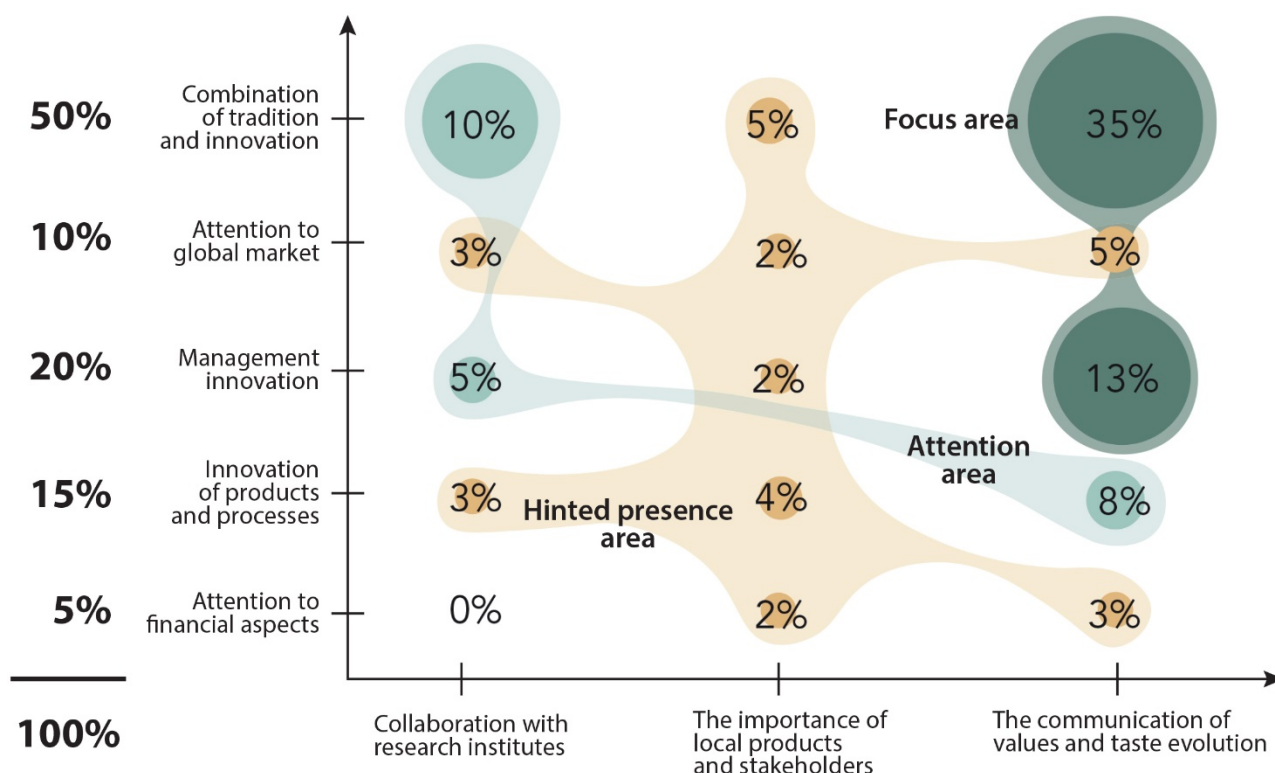 50%
Combination
of tradition
and innovation
10%
5%
Focus area
35%
10%
Attention to
global market
3%
2%
5%
20%
Management
innovation
5%
2%
13%
Attention
area
15%
Innovation
of products
and processes
3%
Hinted presence
area
4%
8%
5%
Attention to
financial aspects
0%
2%
3%
100%
Collaboration with
research institutes
The importance of
local products
and stakeholders
The communication of
values and taste evolution